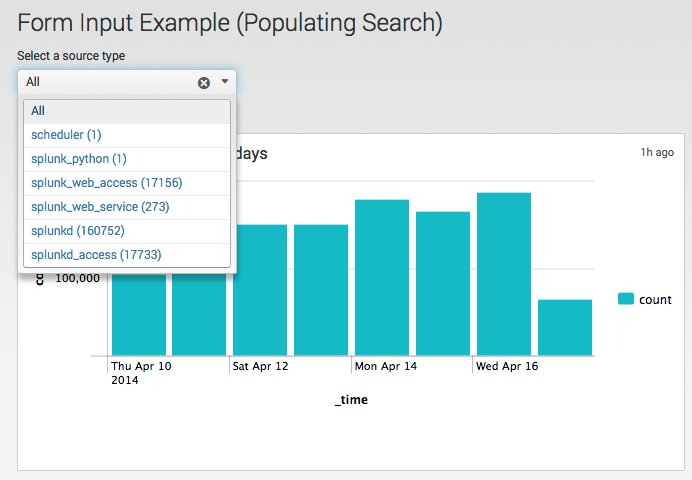 Form Input Example (Populating Search)
Select a source type
All
All
scheduler (1)
splunk_python (1)
splunk_web_access (17156)
splunk_web_service (273)
splunkd (160752)
splunkd_access (17733)
days
1h ago
100,000
count
Thu Apr 10
2014
Sat Apr 12
Mon Apr 14
Wed Apr 16
_time